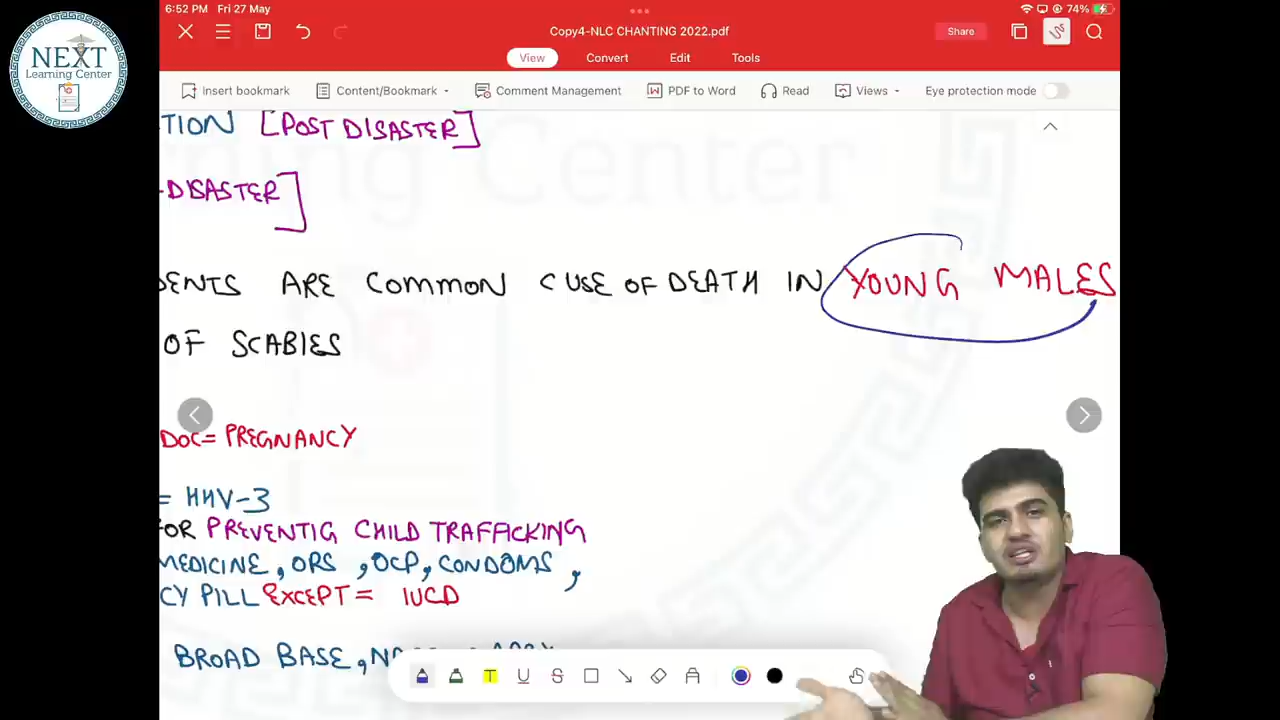 6:52 PM Fri 27 May
74%
NEXT
Learning Center
Copy4-NLC CHANTING 2022.pdf
Share
View Convert Edit Tools
Insert bookmark Content/Bookmark Comment Management PDF to Word Read Views Eye protection mode
TION [POST DISASTER]
-DISASTER]
DENTS ARE COMMON CUSE OF DEATH IN YOUNG MALES
OF SCABIES
DOC= PREGNANCY
= HHV-3
FOR PREVENTIG CHILD TRAFFICKING
MEDICINE, ORS, OCP, CONDOMS,
CY PILL EXCEPT = IUCD
BROAD BASE,